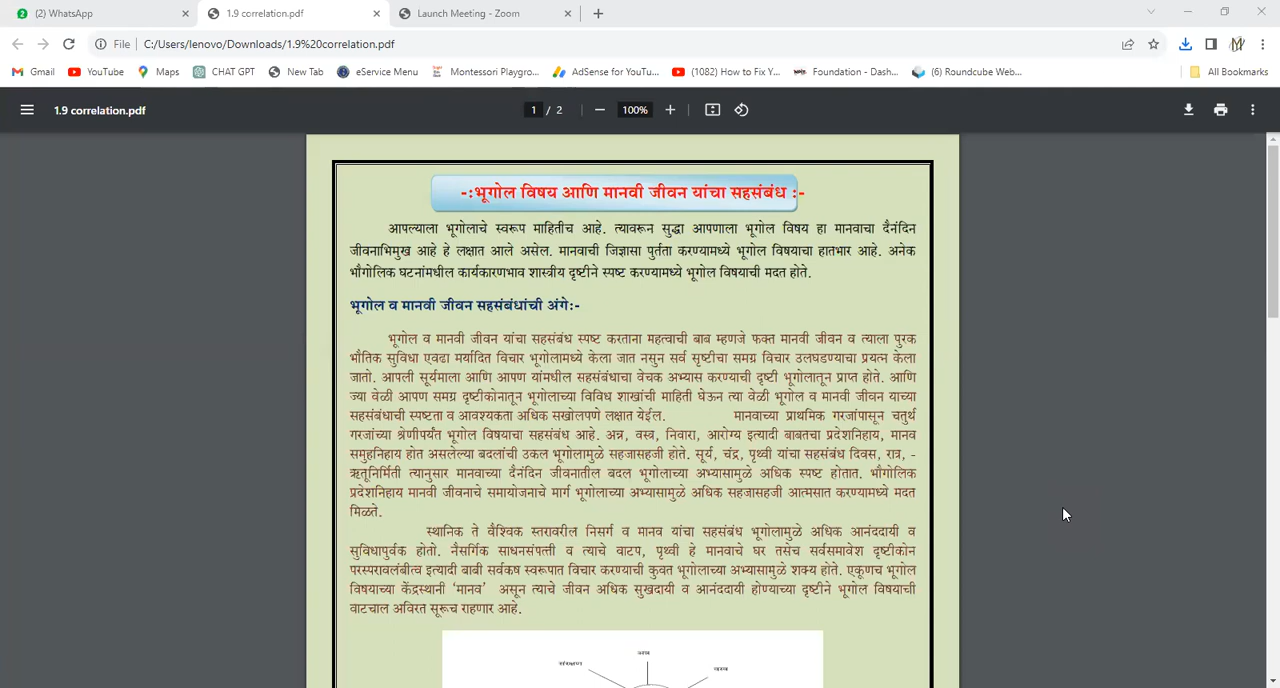 (2) WhatsApp
1.9 correlation.pdf
Launch Meeting - Zoom
File C:/Users/lenovo/Downloads/1.9%20correlation.pdf
Gmail YouTube Maps CHAT GPT New Tab eService Menu Montessori Playgro... AdSense for YouTu... (1082) How to Fix Y... Foundation - Dash... (6) Roundcube Web... All Bookmarks
1.9 correlation.pdf 1 / 2 100%
-:भूगोल विषय आणि मानवी जीवन यांचा सहसंबंध :-
आपल्याला भूगोलाचे स्वरूप माहितीच आहे. त्यावरून सुद्धा आपणाला भूगोल विषय हा मानवाचा दैनंदिन
जीवनाभिमुख आहे हे लक्षात आले असेल. मानवाची जिज्ञासा पुर्तता करण्यामध्ये भूगोल विषयाचा हातभार आहे. अनेक
भौगोलिक घटनांमधील कार्यकारणभाव शास्त्रीय दृष्टीने स्पष्ट करण्यामध्ये भूगोल विषयाची मदत होते.
भूगोल व मानवी जीवन सहसंबंधांची अंगे:-
भूगोल व मानवी जीवन यांचा सहसंबंध स्पष्ट करताना महत्वाची बाब म्हणजे फक्त मानवी जीवन व त्याला पुरक
भौतिक सुविधा एवढा मर्यादित विचार भूगोलामध्ये केला जात नसुन सर्व सृष्टीचा समग्र विचार उलघडण्याचा प्रयत्न केला
जातो. आपली सूर्यमाला आणि आपण यांमधील सहसंबंधाचा वेचक अभ्यास करण्याची दृष्टी भूगोलातून प्राप्त होते. आणि
ज्या वेळी आपण समग्र दृष्टीकोनातून भूगोलाच्या विविध शाखांची माहिती घेऊन त्या वेळी भूगोल व मानवी जीवन याच्या
सहसंबंधाची स्पष्टता व आवश्यकता अधिक सखोलपणे लक्षात येईल. मानवाच्या प्राथमिक गरजांपासून चतुर्थ
गरजांच्या श्रेणीपर्यंत भूगोल विषयाचा सहसंबंध आहे. अन्न, वस्त्र, निवारा, आरोग्य इत्यादी बाबतचा प्रदेशनिहाय, मानव
समुहनिहाय होत असलेल्या बदलांची उकल भूगोलामुळे सहजासहजी होते. सूर्य, चंद्र, पृथ्वी यांचा सहसंबंध दिवस, रात्र, -
ऋतूनिर्मिती त्यानुसार मानवाच्या दैनंदिन जीवनातील बदल भूगोलाच्या अभ्यासामुळे अधिक स्पष्ट होतात. भौगोलिक
प्रदेशनिहाय मानवी जीवनाचे समायोजनाचे मार्ग भूगोलाच्या अभ्यासामुळे अधिक सहजासहजी आत्मसात करण्यामध्ये मदत
मिळते.
स्थानिक ते वैश्विक स्तरावरील निसर्ग व मानव यांचा सहसंबंध भूगोलामुळे अधिक आनंददायी व
सुविधापुर्वक होतो. नैसर्गिक साधनसंपत्ती व त्याचे वाटप, पृथ्वी हे मानवाचे घर तसेच सर्वसमावेश दृष्टीकोन
परस्परावलंबीत्व इत्यादी बाबी सर्वकष स्वरूपात विचार करण्याची कुवत भूगोलाच्या अभ्यासामुळे शक्य होते. एकूणच भूगोल
विषयाच्या केंद्रस्थानी 'मानव' असून त्याचे जीवन अधिक सुखदायी व आनंददायी होण्याच्या दृष्टीने भूगोल विषयाची
वाटचाल अविरत सुरूच राहणार आहे.